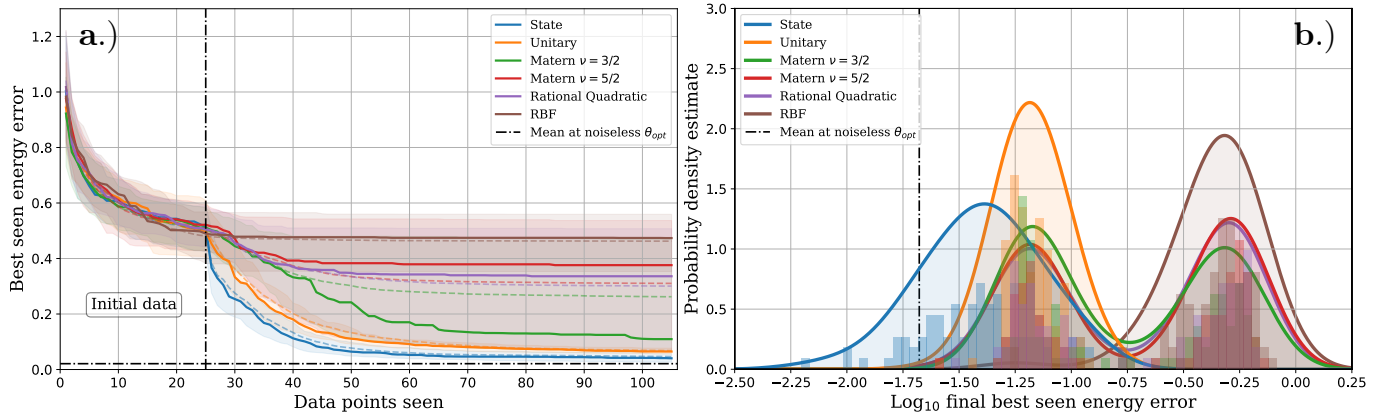 a.)
Best seen energy error
1.2
1.0
0.8
0.6
0.4
0.2
0.0
State
Unitary
Matern ν = 3/2
Matern ν = 5/2
Rational Quadratic
RBF
Mean at noiseless θopt
Initial data
0 10 20 30 40 50 60 70 80 90 100
Data points seen
b.)
Probability density estimate
3.0
2.5
2.0
1.5
1.0
0.5
0.0
State
Unitary
Matern ν = 3/2
Matern ν = 5/2
Rational Quadratic
RBF
Mean at noiseless θopt
−2.50 −2.25 −2.00 −1.75 −1.50 −1.25 −1.00 −0.75 −0.50 −0.25 0.00 0.25
Log10 final best seen energy error